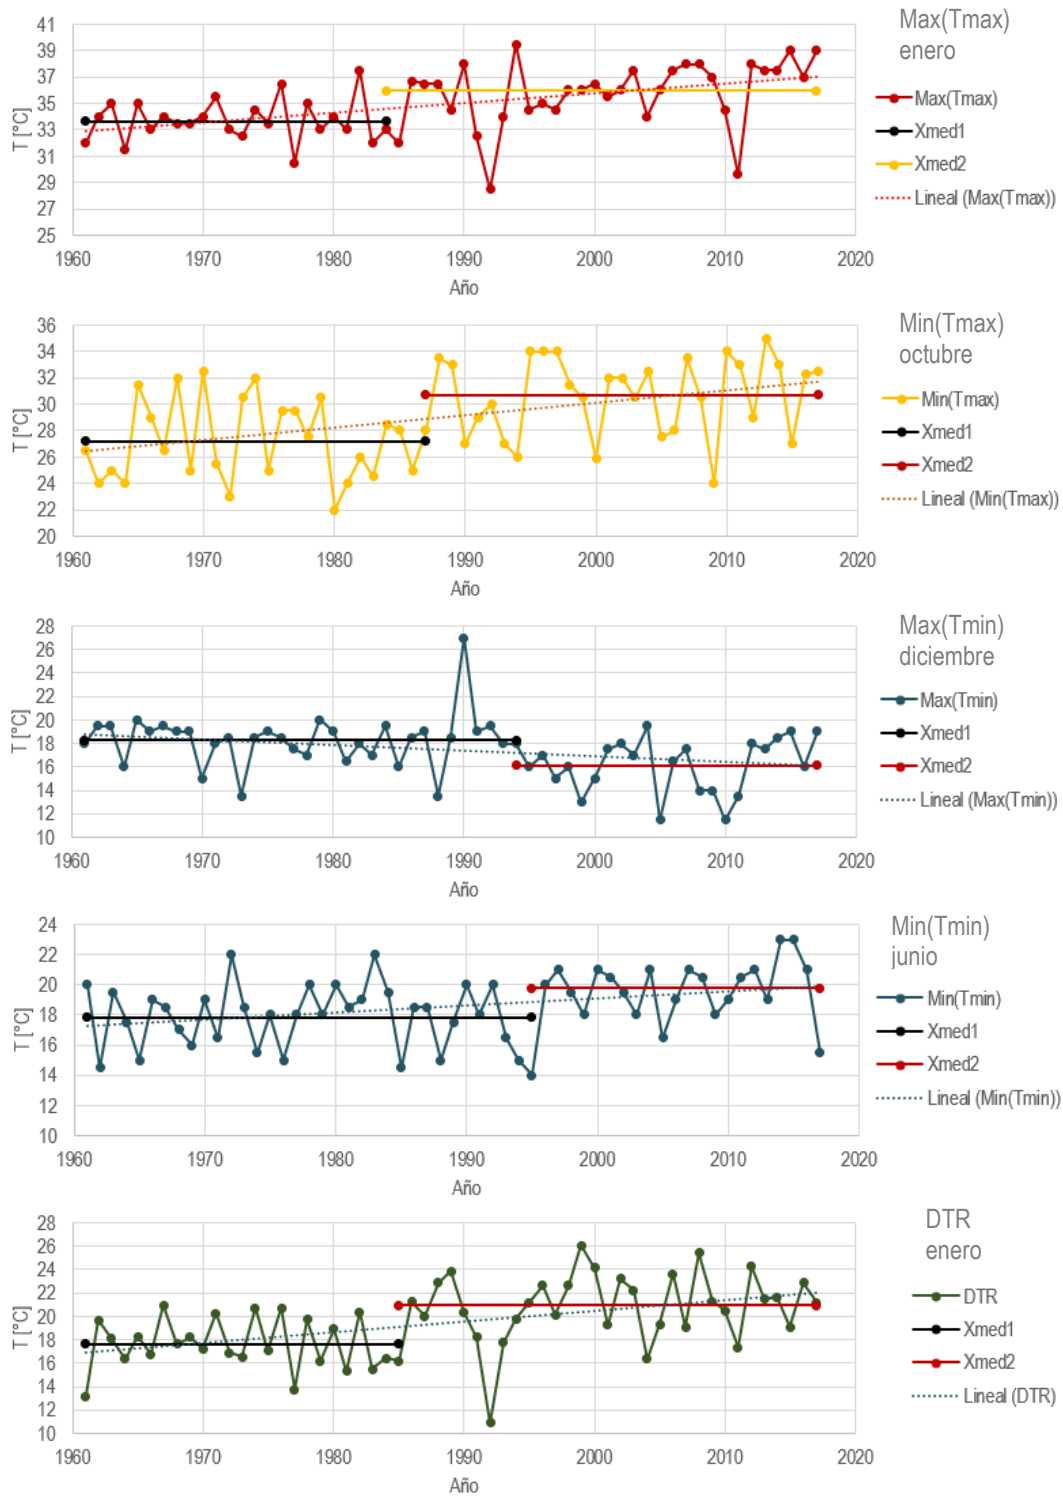 Max(Tmax)
enero
T [°C]
41
39
37
35
33
31
29
27
25
1960 1970 1980 1990 2000 2010 2020
Año
Max(Tmax)
Xmed1
Xmed2
Lineal (Max(Tmax))
Min(Tmax)
octubre
T [°C]
36
34
32
30
28
26
24
22
20
1960 1970 1980 1990 2000 2010 2020
Año
Min(Tmax)
Xmed1
Xmed2
Lineal (Min(Tmax))
Max(Tmin)
diciembre
T [°C]
28
26
24
22
20
18
16
14
12
10
1960 1970 1980 1990 2000 2010 2020
Año
Max(Tmin)
Xmed1
Xmed2
Lineal (Max(Tmin))
Min(Tmin)
junio
T [°C]
24
22
20
18
16
14
12
10
1960 1970 1980 1990 2000 2010 2020
Año
Min(Tmin)
Xmed1
Xmed2
Lineal (Min(Tmin))
DTR
enero
T [°C]
28
26
24
22
20
18
16
14
12
10
1960 1970 1980 1990 2000 2010 2020
Año
DTR
Xmed1
Xmed2
Lineal (DTR)